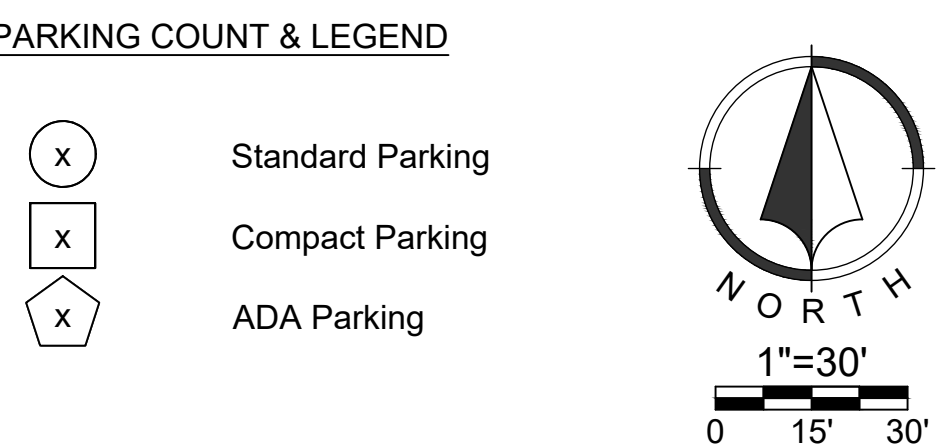 PARKING COUNT & LEGEND
x Standard Parking
x Compact Parking
x ADA Parking
NORTH
1"=30'
0 15' 30'